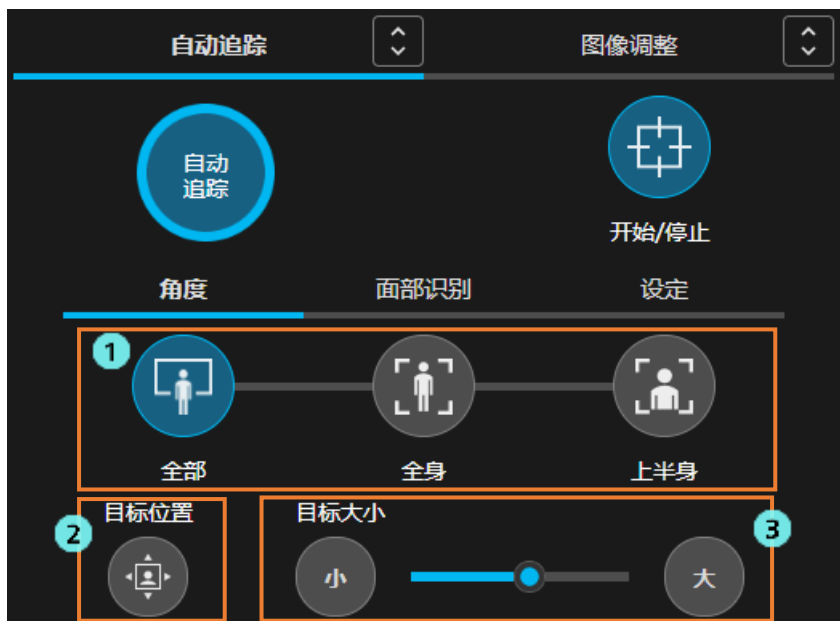 自动追踪
图像调整
自动
追踪
开始/停止
角度
面部识别
设定
1
全部
全身
上半身
2
目标位置
目标大小
3
小
大